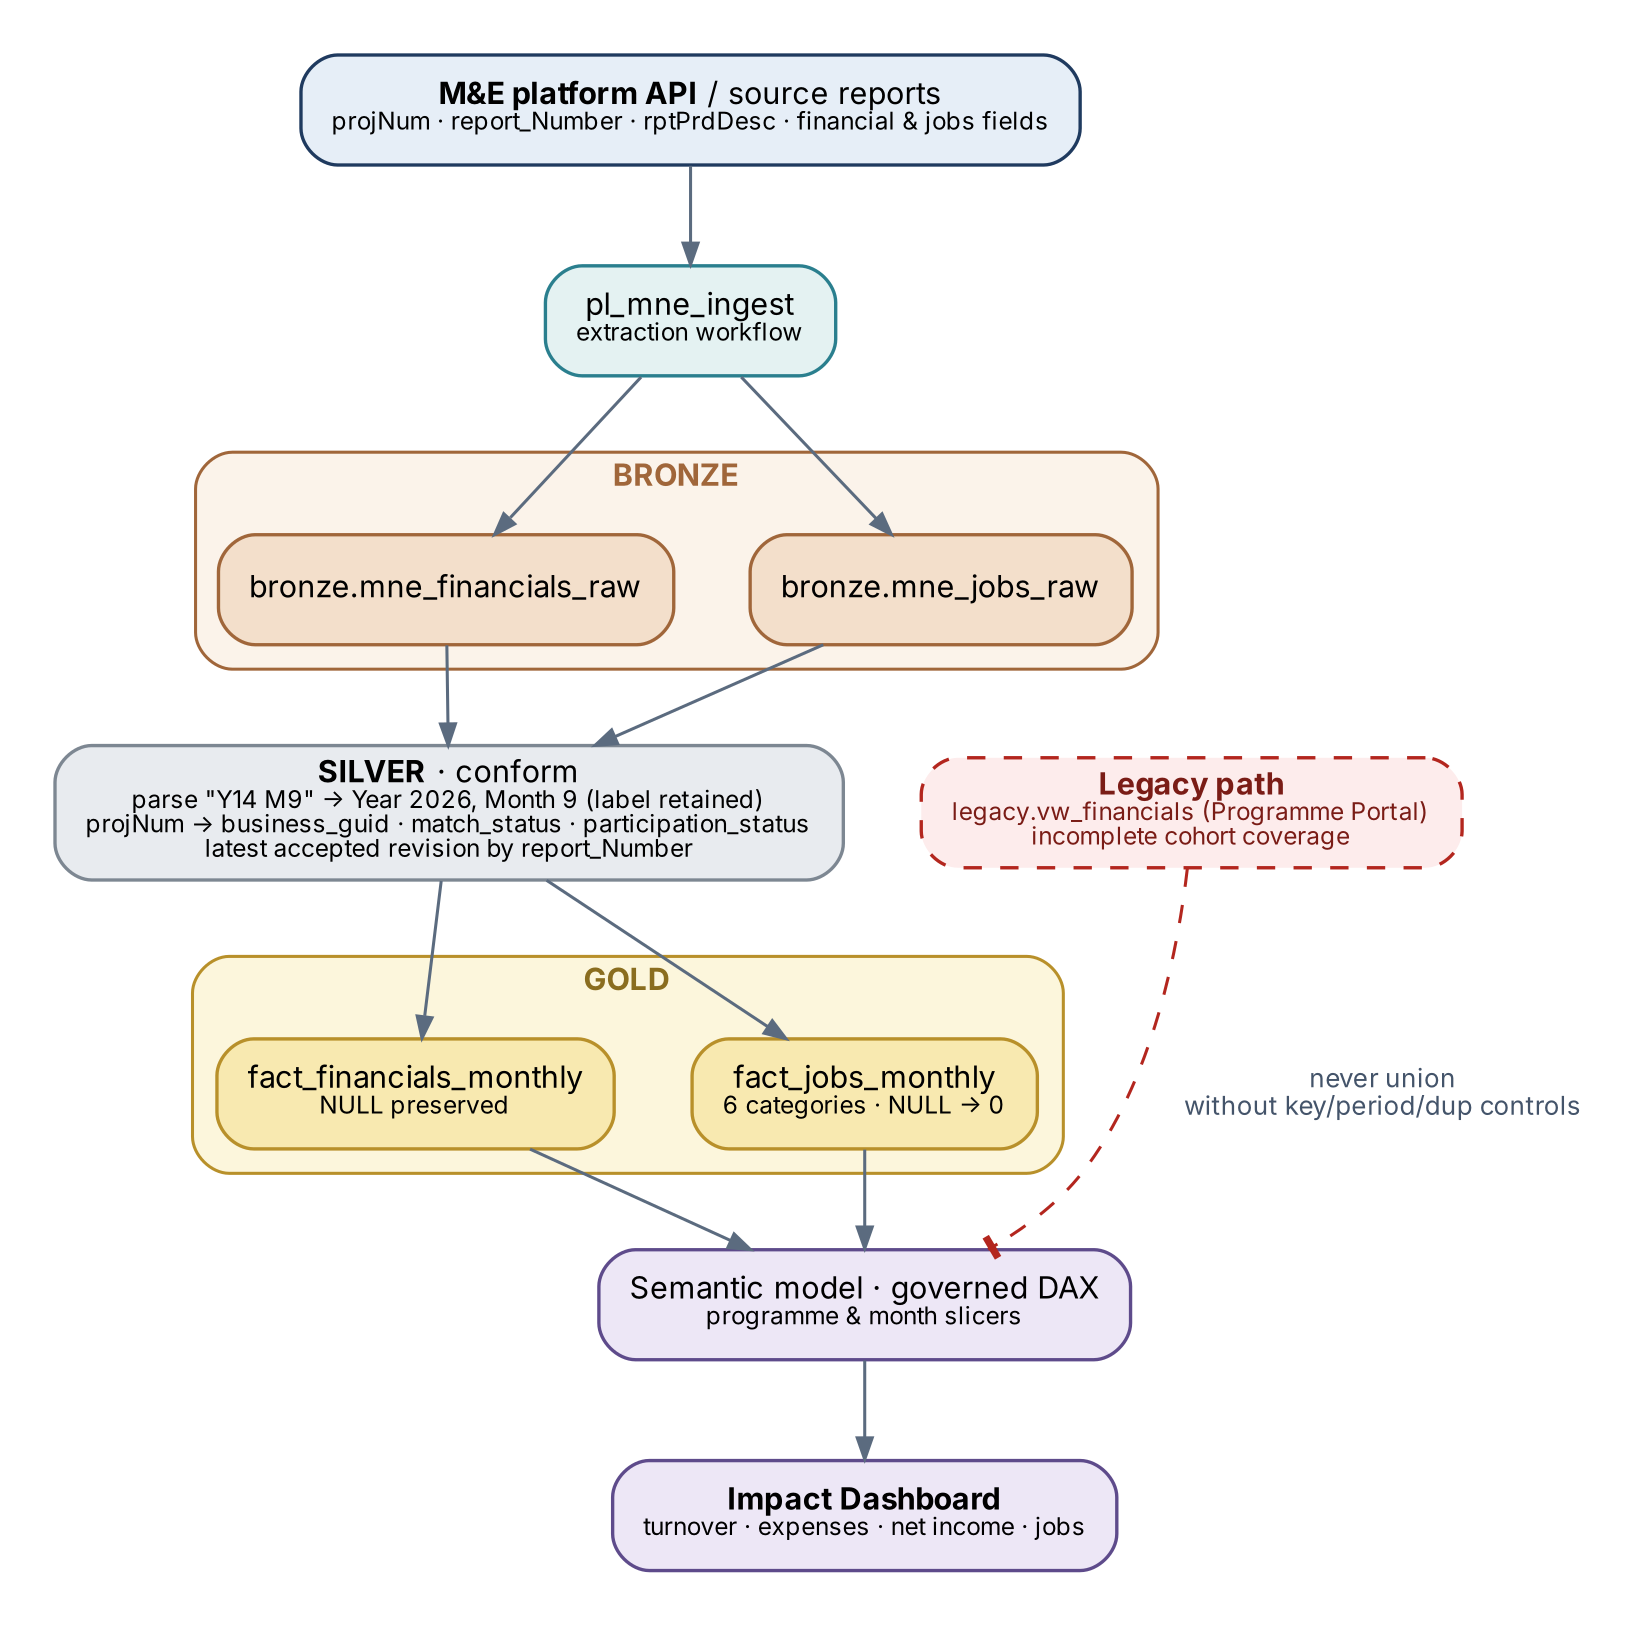 M&E platform API / source reports
projNum · report_Number · rptPrdDesc · financial & jobs fields
pl_mne_ingest
extraction workflow
BRONZE
bronze.mne_financials_raw
bronze.mne_jobs_raw
SILVER · conform
parse "Y14 M9" → Year 2026, Month 9 (label retained)
projNum → business_guid · match_status · participation_status
latest accepted revision by report_Number
Legacy path
legacy.vw_financials (Programme Portal)
incomplete cohort coverage
GOLD
fact_financials_monthly
NULL preserved
fact_jobs_monthly
6 categories · NULL → 0
never union
without key/period/dup controls
Semantic model · governed DAX
programme & month slicers
Impact Dashboard
turnover · expenses · net income · jobs